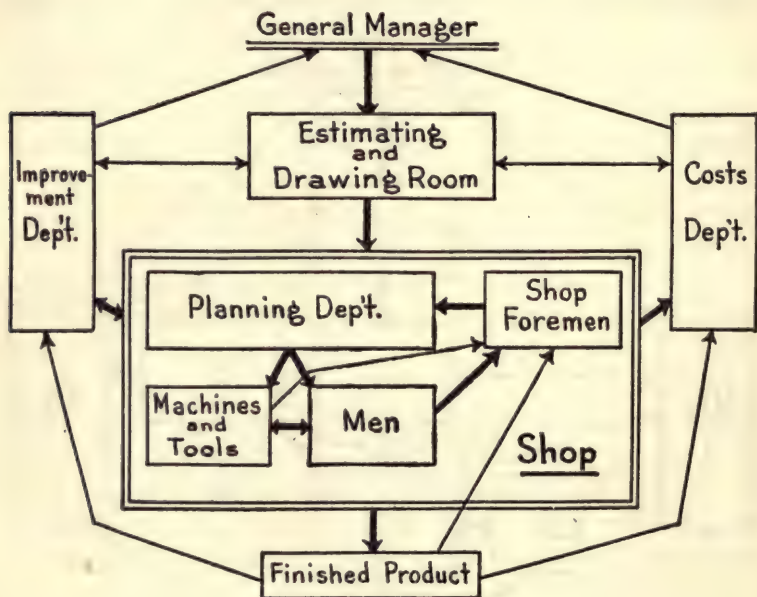 General Manager
Estimating
and
Drawing Room
Improve-
ment
Dep't.
Costs
Dep't.
Planning Dep't.
Shop
Foremen
Machines
and
Tools
Men
Shop
Finished Product